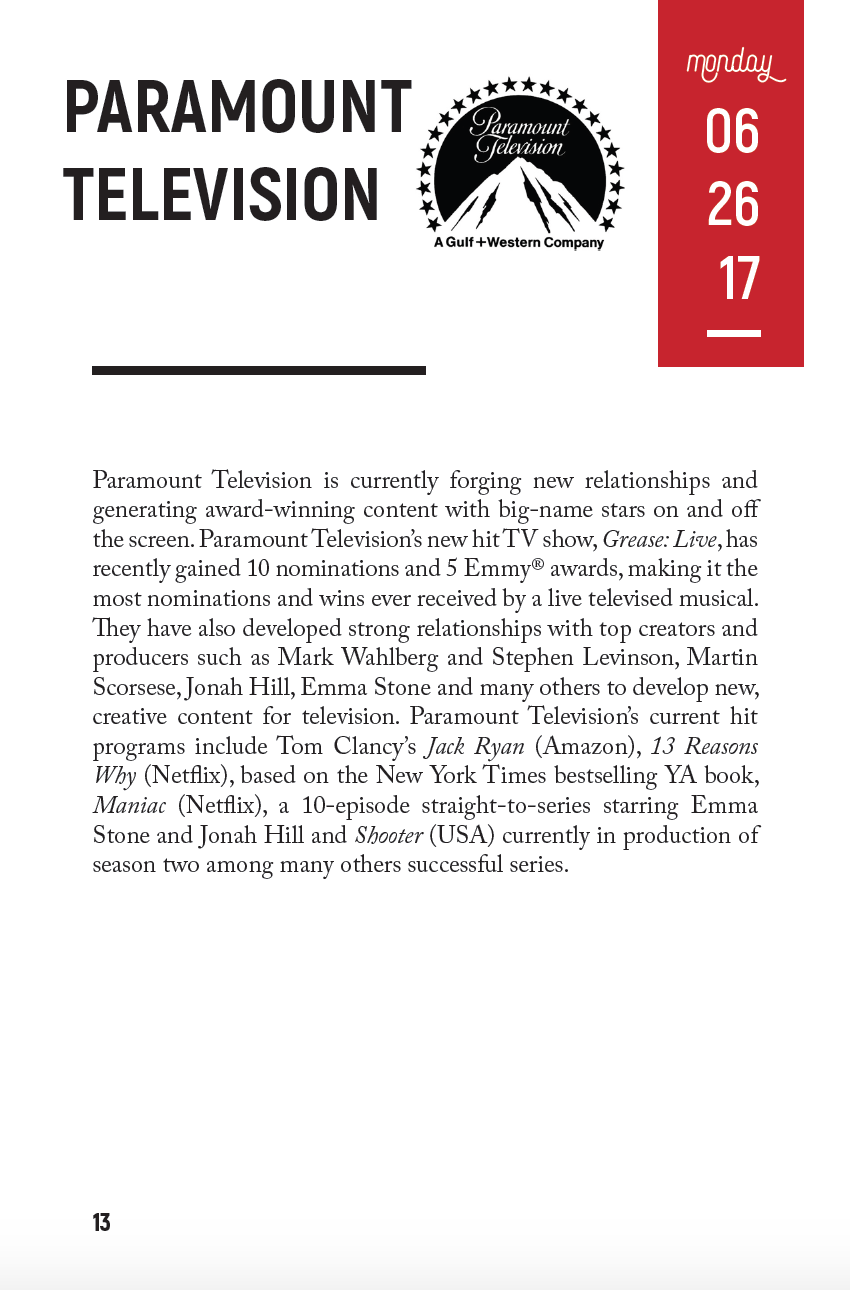 PARAMOUNT
TELEVISION
Paramount
Television
A Gulf+Western Company
monday
06
26
17
Paramount Television is currently forging new relationships and
generating award-winning content with big-name stars on and off
the screen. Paramount Television’s new hit TV show, Grease: Live, has
recently gained 10 nominations and 5 Emmy® awards, making it the
most nominations and wins ever received by a live televised musical.
They have also developed strong relationships with top creators and
producers such as Mark Wahlberg and Stephen Levinson, Martin
Scorsese, Jonah Hill, Emma Stone and many others to develop new,
creative content for television. Paramount Television’s current hit
programs include Tom Clancy’s Jack Ryan (Amazon), 13 Reasons
Why (Netflix), based on the New York Times bestselling YA book,
Maniac (Netflix), a 10-episode straight-to-series starring Emma
Stone and Jonah Hill and Shooter (USA) currently in production of
season two among many others successful series.
13